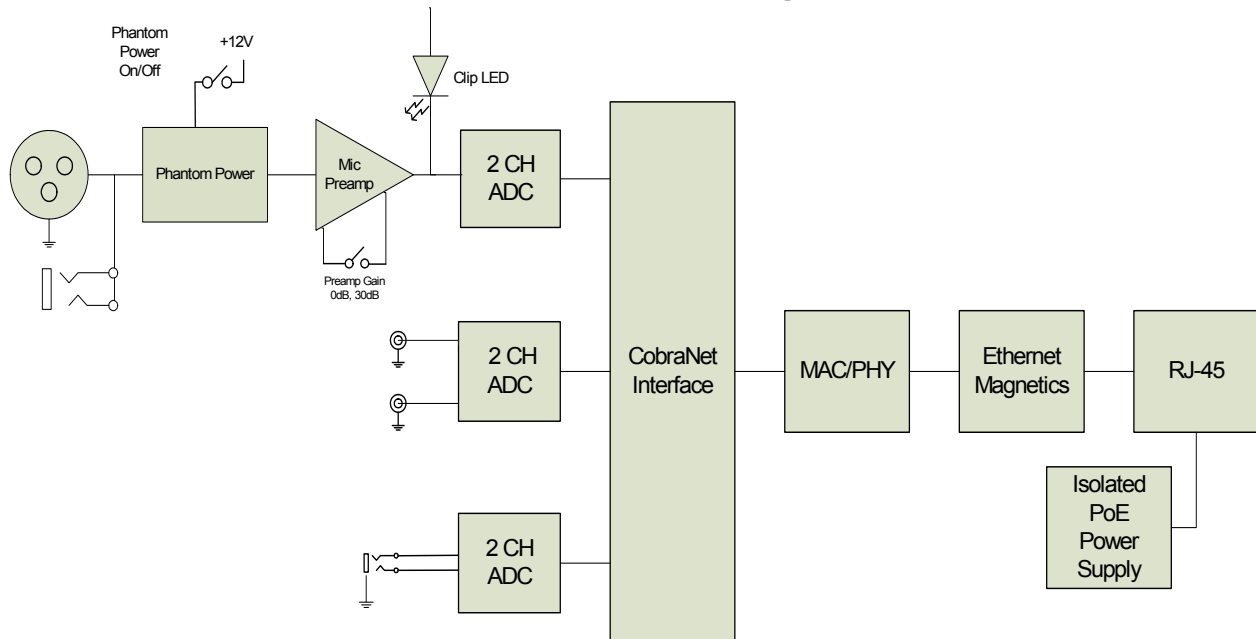 Phantom
Power
On/Off
+12V
Clip LED
Phantom Power
Mic
Preamp
2 CH
ADC
Preamp Gain
0dB, 30dB
2 CH
ADC
CobraNet
Interface
MAC/PHY
Ethernet
Magnetics
RJ-45
Isolated
PoE
Power
Supply
2 CH
ADC